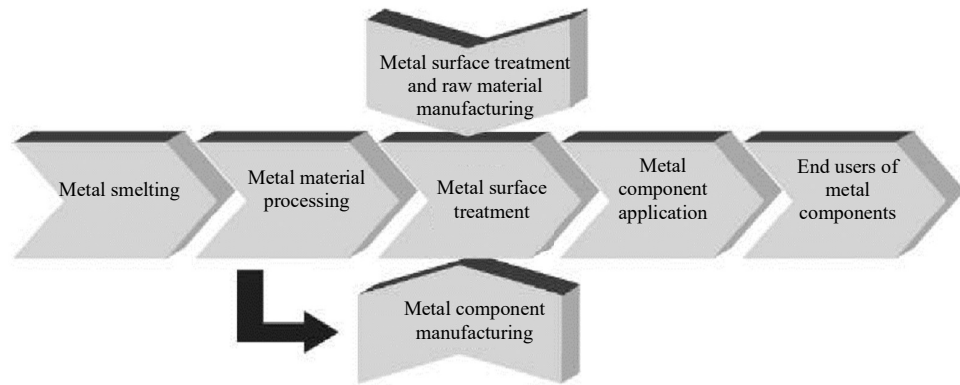 Metal surface treatment
and raw material
manufacturing
Metal smelting
Metal material
processing
Metal surface
treatment
Metal
component
application
End users of
metal
components
Metal component
manufacturing